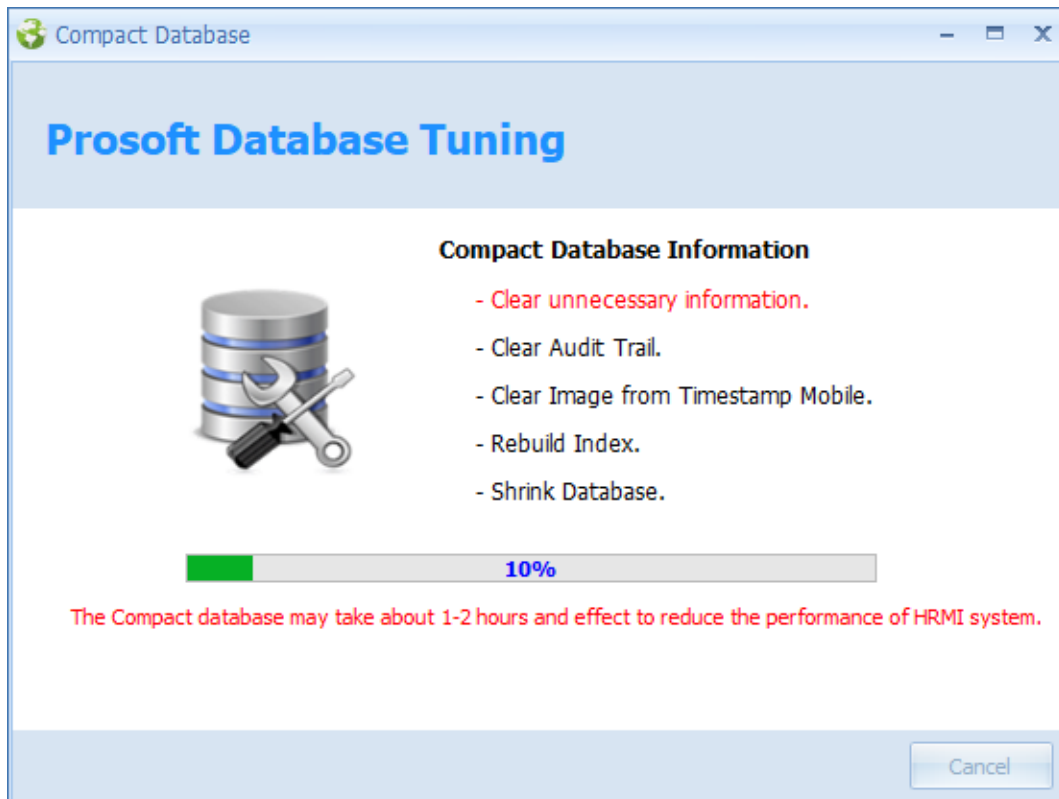 Compact Database
Prosoft Database Tuning
Compact Database Information
- Clear unnecessary information.
- Clear Audit Trail.
- Clear Image from Timestamp Mobile.
- Rebuild Index.
- Shrink Database.
10%
The Compact database may take about 1-2 hours and effect to reduce the performance of HRMI system.
Cancel